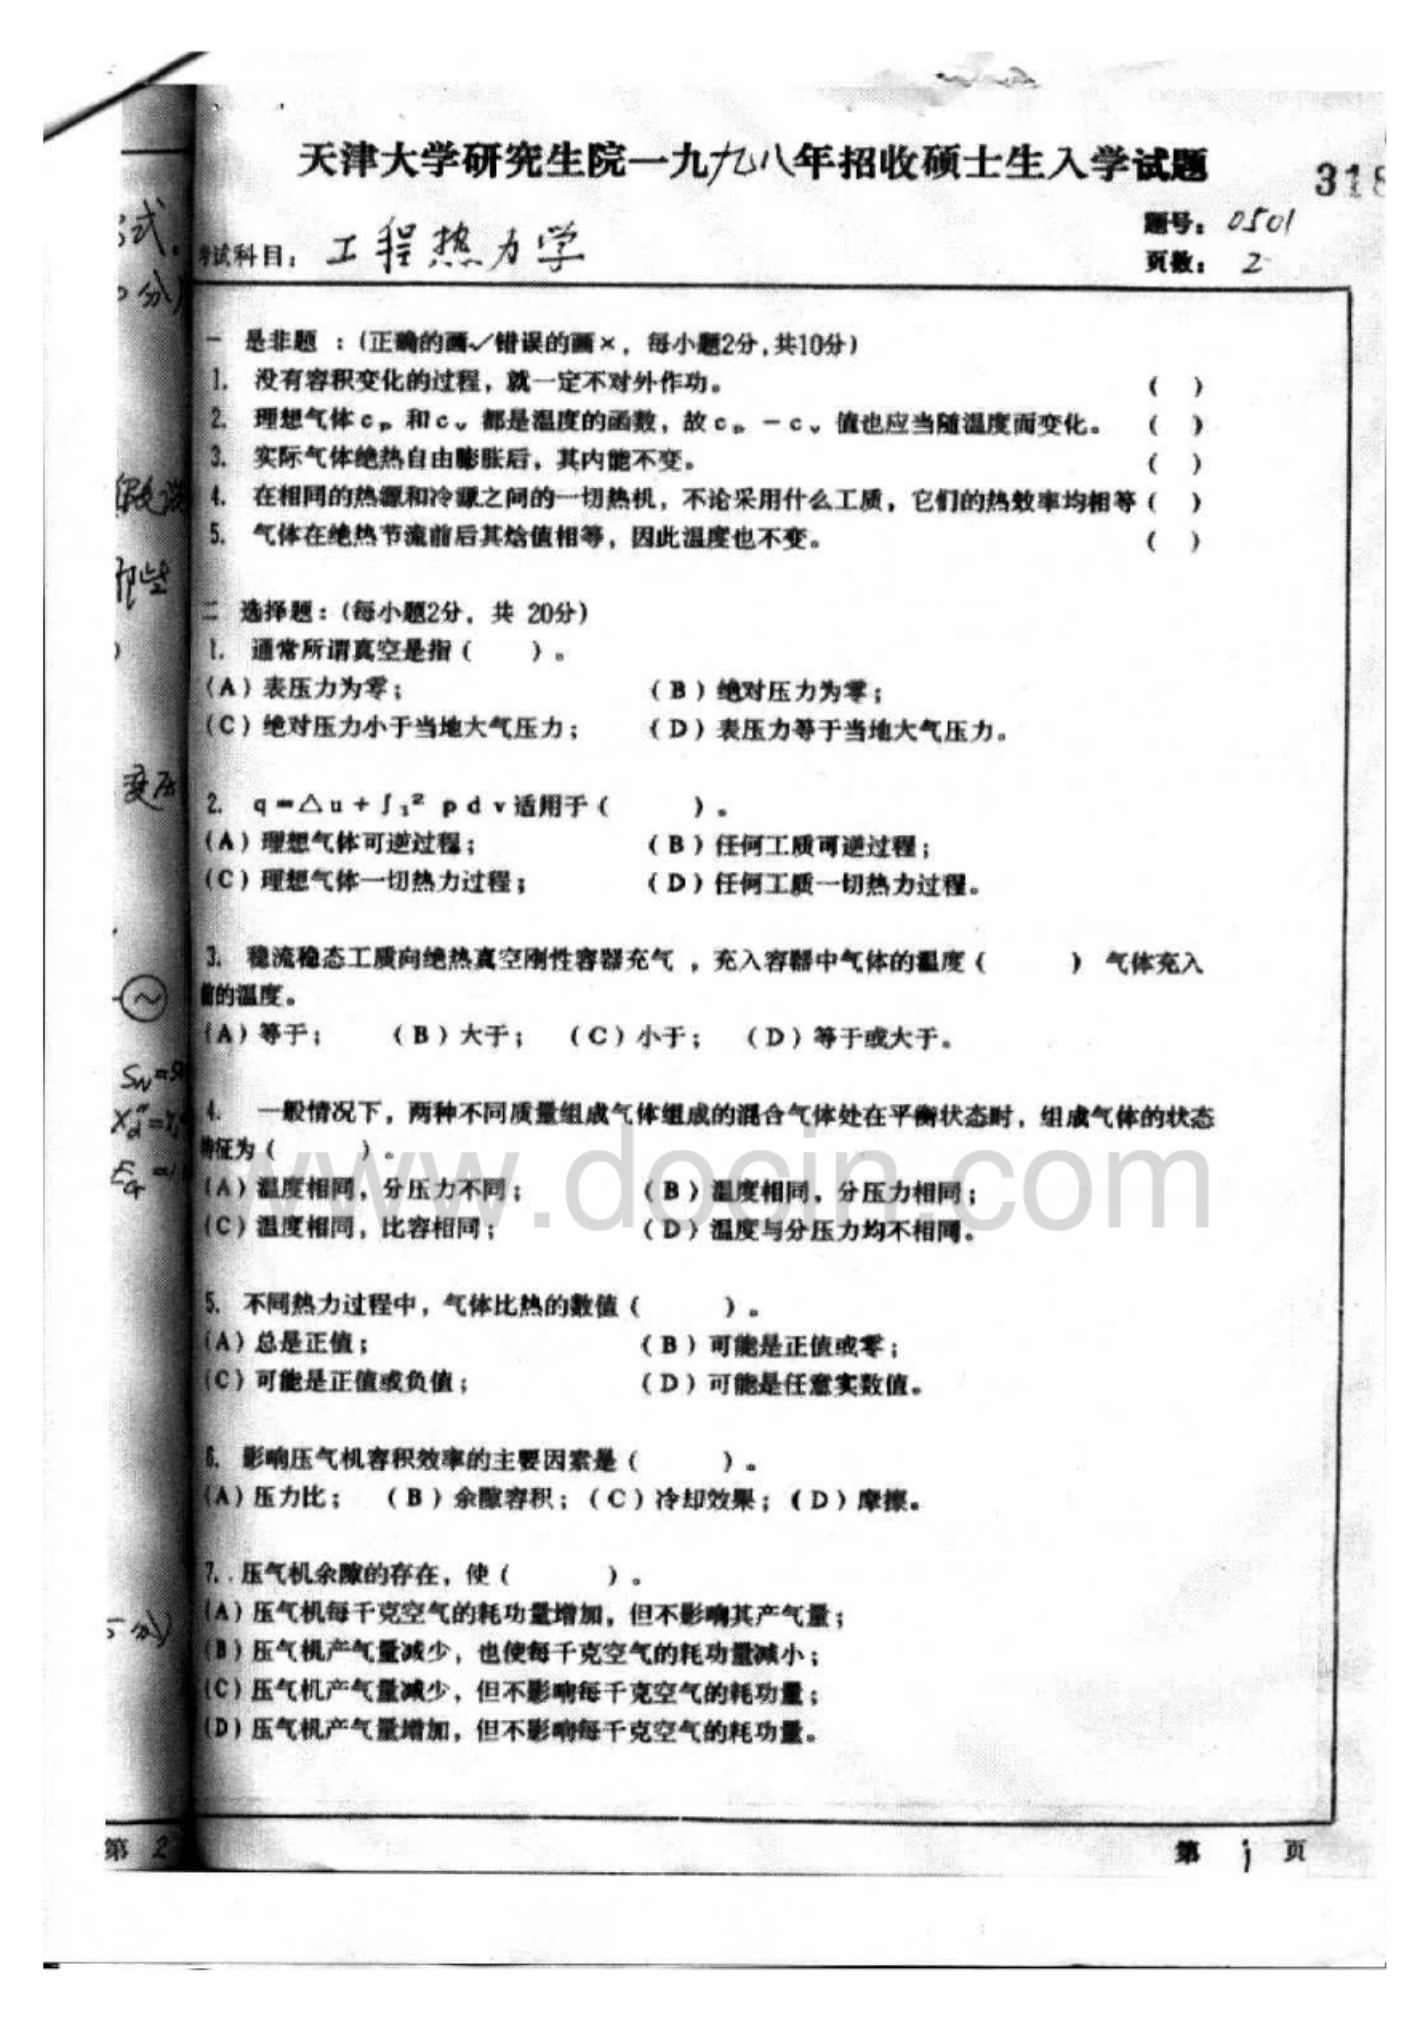 天津大学研究生院一九九八年招收硕士生入学试题
318
题号：0501
考试科目：工程热力学
页数：2
一 是非题 ：(正确的画✓错误的画×，每小题2分,共10分)
1. 没有容积变化的过程，就一定不对外作功。 ( )
2. 理想气体cₚ 和cᵥ 都是温度的函数，故cₚ－cᵥ 值也应当随温度而变化。 ( )
3. 实际气体绝热自由膨胀后，其内能不变。 ( )
4. 在相同的热源和冷源之间的一切热机，不论采用什么工质，它们的热效率均相等 ( )
5. 气体在绝热节流前后其焓值相等，因此温度也不变。 ( )
二 选择题：(每小题2分，共 20分)
1. 通常所谓真空是指( )。
(A)表压力为零； (B)绝对压力为零；
(C)绝对压力小于当地大气压力； (D)表压力等于当地大气压力。
2. q=△u+∫₁² pdv适用于( )。
(A)理想气体可逆过程； (B)任何工质可逆过程；
(C)理想气体一切热力过程； (D)任何工质一切热力过程。
3. 稳流稳态工质向绝热真空刚性容器充气 ，充入容器中气体的温度( ) 气体充入
前的温度。
(A)等于； (B)大于； (C)小于； (D)等于或大于。
4. 一般情况下，两种不同质量组成气体组成的混合气体处在平衡状态时，组成气体的状态
特征为( )。
(A)温度相同，分压力不同； (B)温度相同，分压力相同；
(C)温度相同，比容相同； (D)温度与分压力均不相同。
www.docin.com
5. 不同热力过程中，气体比热的数值( )。
(A)总是正值； (B)可能是正值或零；
(C)可能是正值或负值； (D)可能是任意实数值。
6. 影响压气机容积效率的主要因素是( )。
(A)压力比； (B)余隙容积；(C)冷却效果；(D)摩擦。
7. 压气机余隙的存在，使( )。
(A)压气机每千克空气的耗功量增加，但不影响其产气量；
(B)压气机产气量减少，也使每千克空气的耗功量减小；
(C)压气机产气量减少，但不影响每千克空气的耗功量；
(D)压气机产气量增加，但不影响每千克空气的耗功量。
第 2
第 1 页